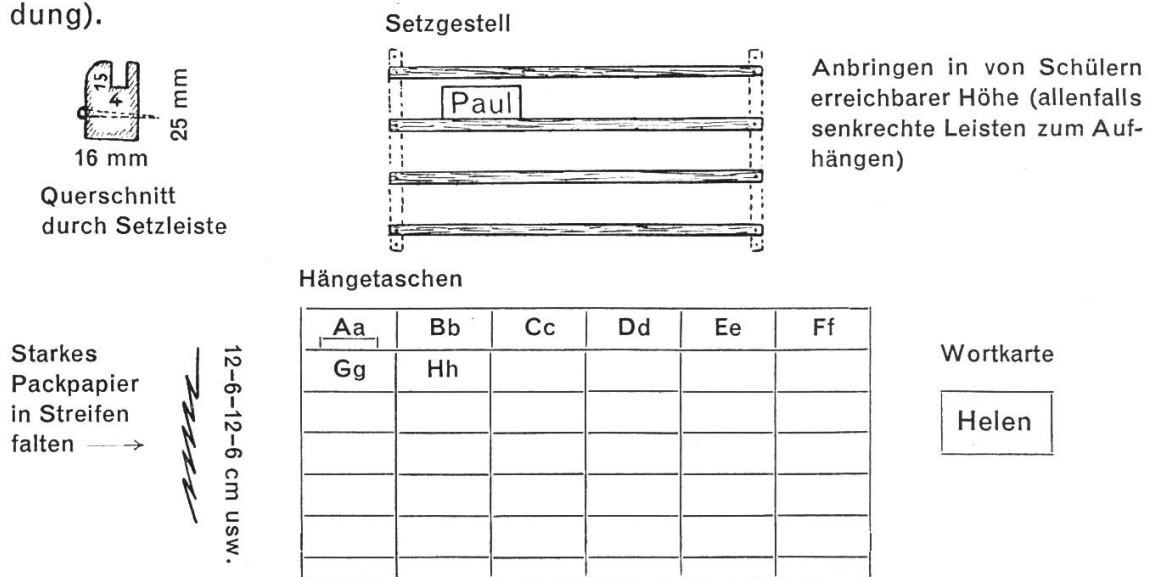 dung).
Setzgestell
15
4
25 mm
16 mm
Querschnitt
durch Setzleiste
Paul
Anbringen in von Schülern
erreichbarer Höhe (allenfalls
senkrechte Leisten zum Auf-
hängen)
Hängetaschen
Starkes
Packpapier
in Streifen
falten
12-6-12-6 cm usw.
Aa Bb Cc Dd Ee Ff
Gg Hh
Wortkarte
Helen